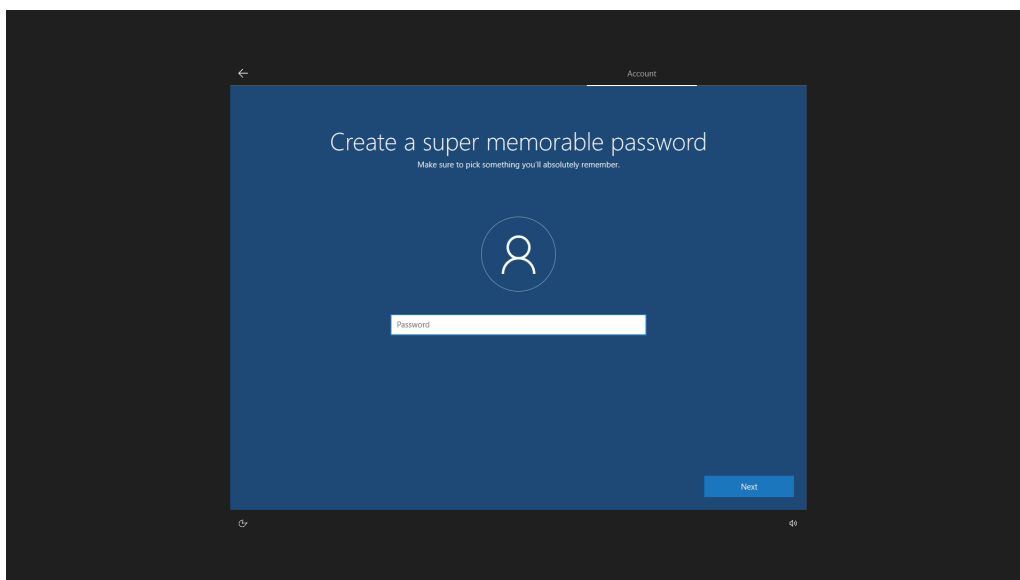 Account
Create a super memorable password
Make sure to pick something you'll absolutely remember.
Password
Next